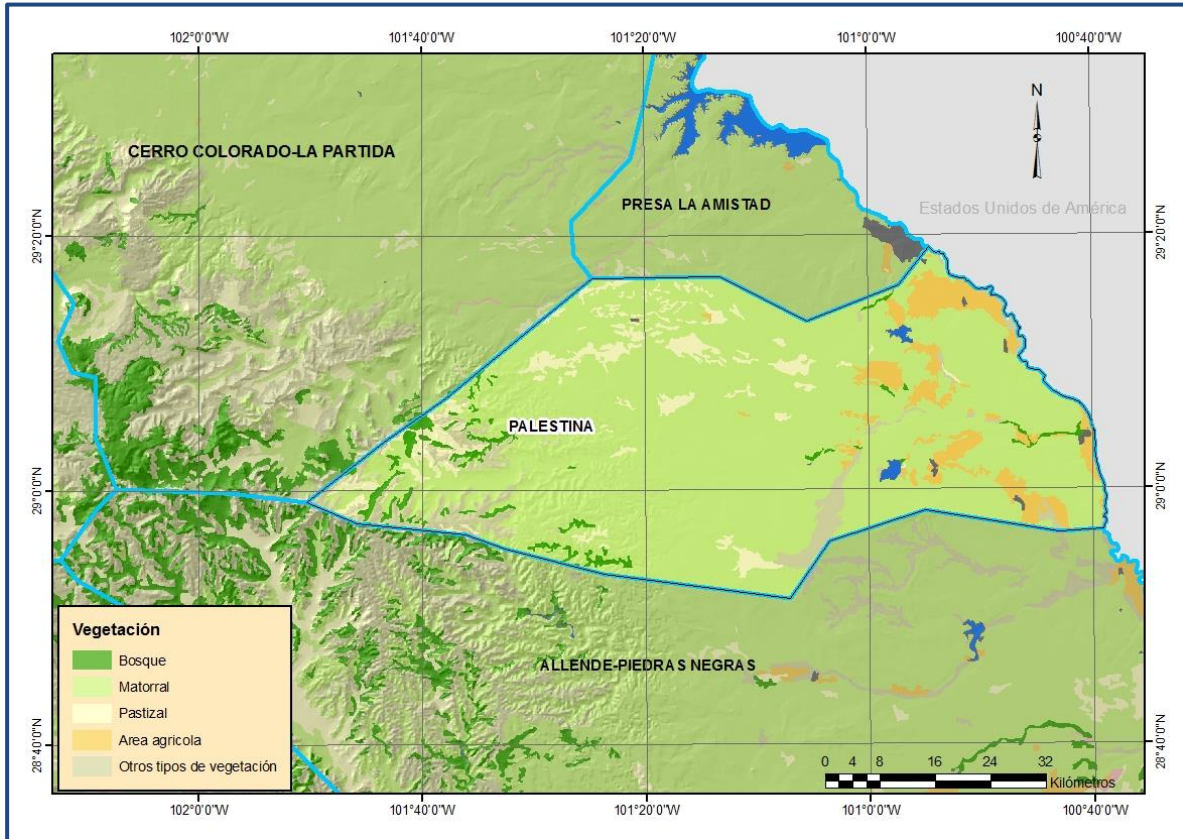 102°0'0"W 101°40'0"W 101°20'0"W 101°0'0"W 100°40'0"W
N
CERRO COLORADO-LA PARTIDA
PRESA LA AMISTAD
Estados Unidos de América
29°20'0"N
29°20'0"N
PALESTINA
29°0'0"N
29°0'0"N
Vegetación
Bosque
Matorral
Pastizal
Area agricola
Otros tipos de vegetación
ALLENDE-PIEDRAS NEGRAS
28°40'0"N
28°40'0"N
0 4 8 16 24 32
Kilómetros
102°0'0"W 101°40'0"W 101°20'0"W 101°0'0"W 100°40'0"W